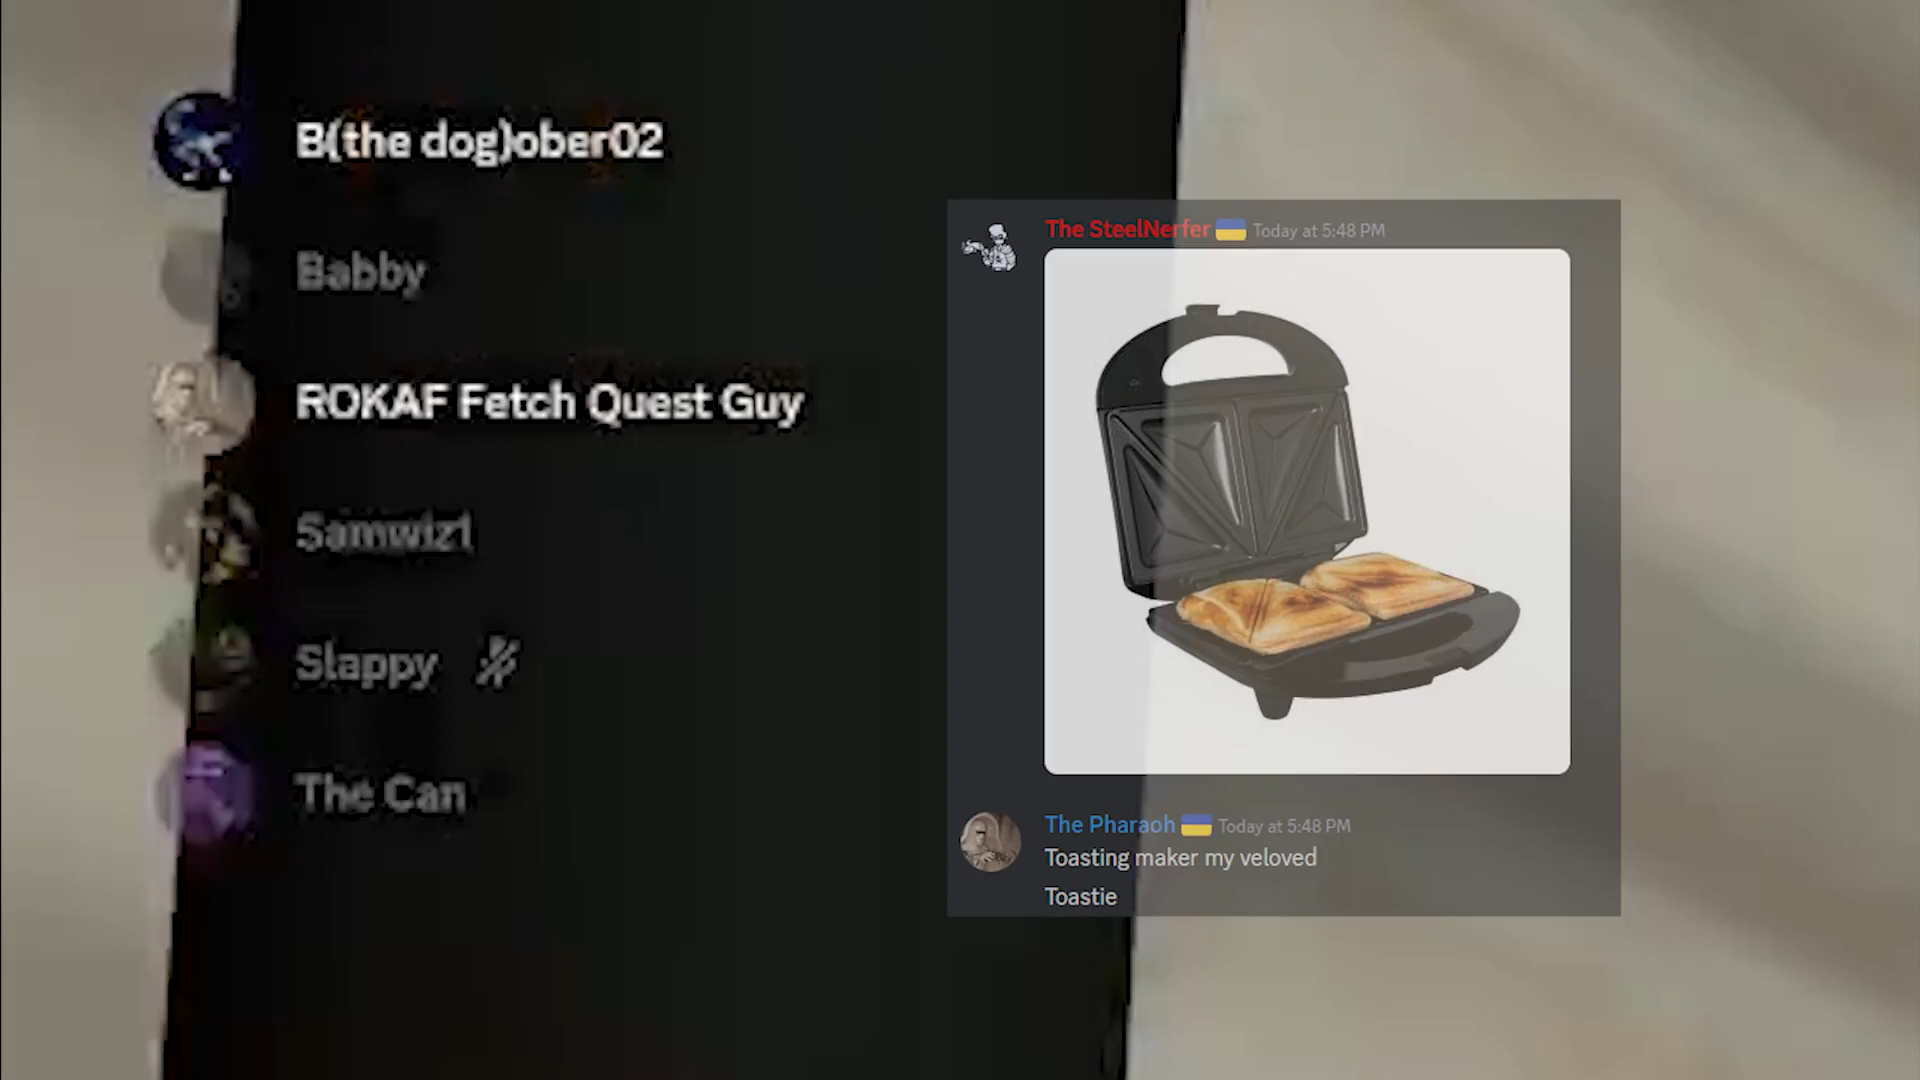 B(the dog)ober02
Babby
ROKAF Fetch Quest Guy
Samwiz1
Slappy
The Can
The SteelNerfer Today at 5:48 PM
The Pharaoh Today at 5:48 PM
Toasting maker my veloved
Toastie